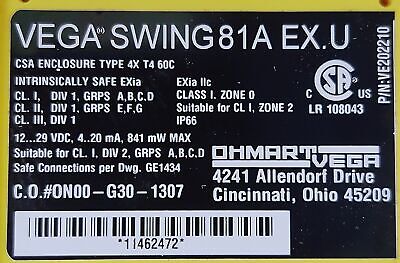 VEGA® SWING81A EX.U
CSA ENCLOSURE TYPE 4X T4 60C
INTRINSICALLY SAFE EXia EXia IIc
CL. I, DIV 1, GRPS A,B,C,D CLASS I. ZONE 0
CL. II, DIV 1, GRPS E,F,G Suitable for CL I, ZONE 2
CL. III, DIV 1 IP66
12...29 VDC, 4...20 mA, 841 mW MAX
Suitable for CL. I, DIV 2, GRPS A,B,C,D
Safe Connections per Dwg. GE1434
C.O.#0N00-G30-1307
SA
®
LR 108043
P/N:VE202210
OHMART VEGA
4241 Allendorf Drive
Cincinnati, Ohio 45209
*11462472*